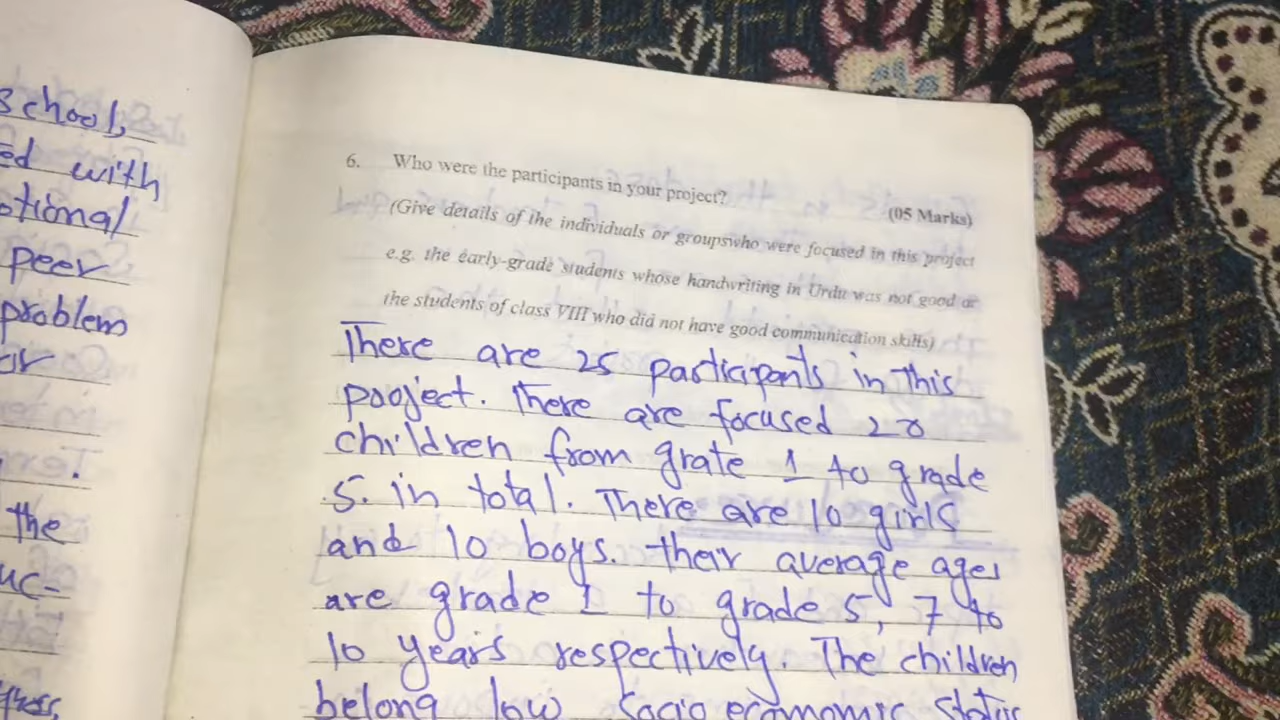 school,
ed with
otional
peer
problem
or
the
uc-
6. Who were the participants in your project?
(05 Marks)
(Give details of the individuals or groupswho were focused in this project
e.g. the early-grade students whose handwriting in Urdu was not good or
the students of class VIII who did not have good communication skills)
There are 25 participants in this
pooject. There are focused 20
children from grate 1 to grade
5. in total. There are 10 girls
and 10 boys. their average ages
are grade 1 to grade 5, 7 to
10 years respectively. The children
belong low Socio economic status